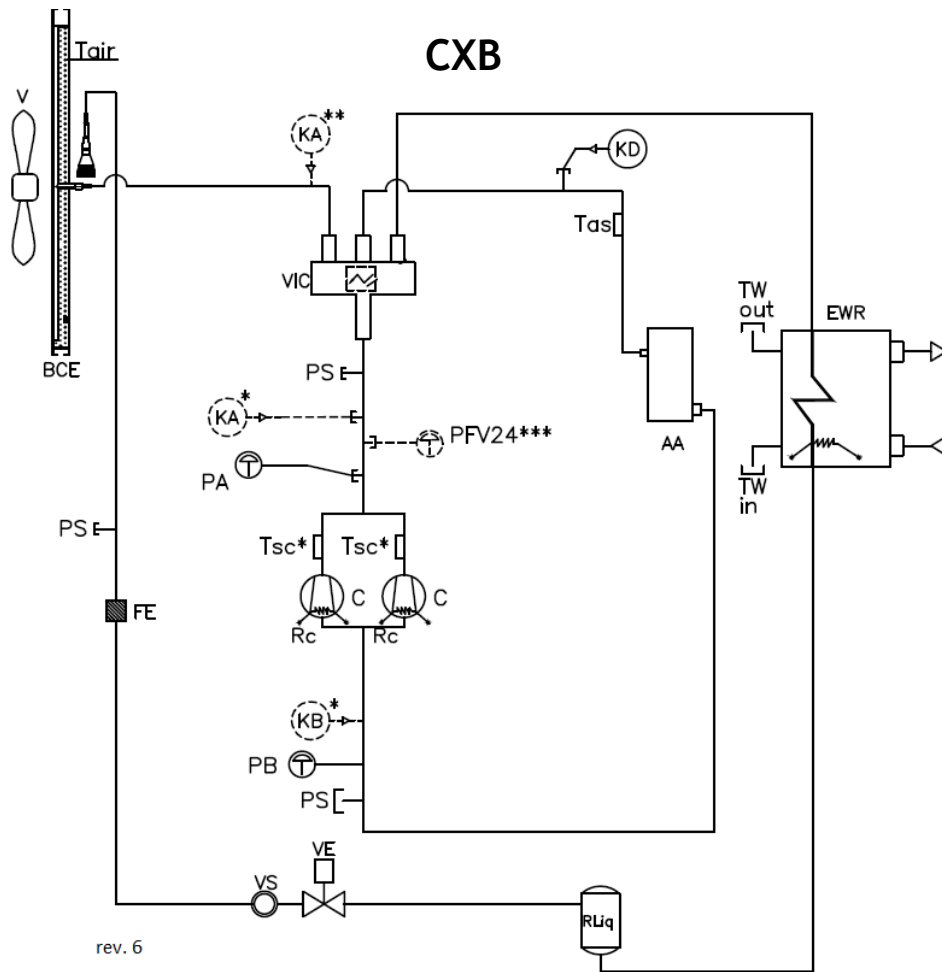 CXB
Tair
V
KA**
KD
Tas
VIC
TW
out
EWR
BCE
PS
KA*
PFV24***
AA
PA
TW
in
PS
Tsc*
Tsc*
C
C
FE
Rc
Rc
KB*
PB
PS
VE
VS
RLiq
rev. 6